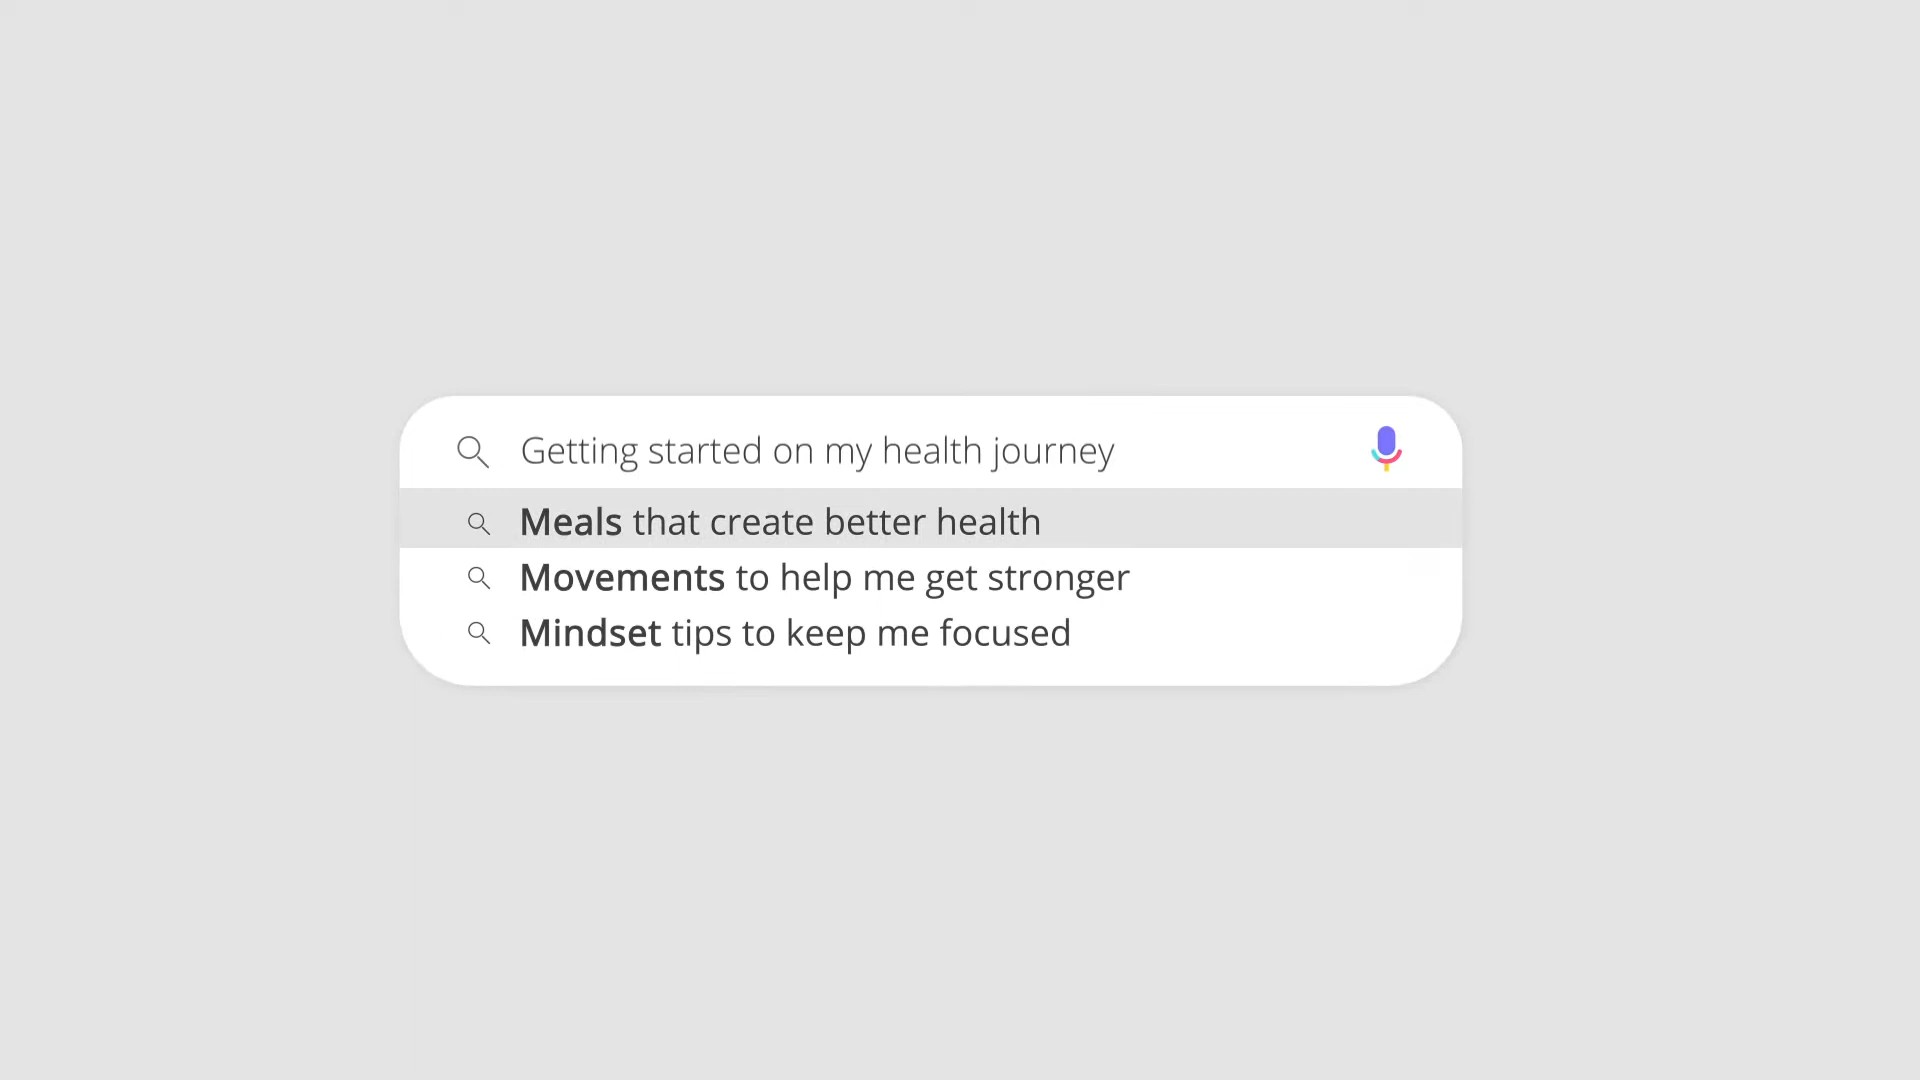 Getting started on my health journey
Meals that create better health
Movements to help me get stronger
Mindset tips to keep me focused